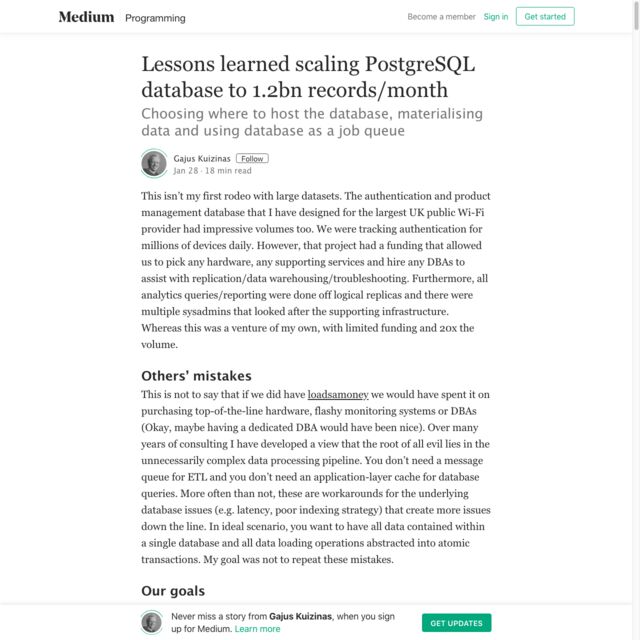 Medium Programming Become a member Sign in Get started
Lessons learned scaling PostgreSQL
database to 1.2bn records/month
Choosing where to host the database, materialising
data and using database as a job queue
Gajus Kuizinas Follow
Jan 28 · 18 min read
This isn’t my first rodeo with large datasets. The authentication and product
management database that I have designed for the largest UK public Wi-Fi
provider had impressive volumes too. We were tracking authentication for
millions of devices daily. However, that project had a funding that allowed
us to pick any hardware, any supporting services and hire any DBAs to
assist with replication/data warehousing/troubleshooting. Furthermore, all
analytics queries/reporting were done off logical replicas and there were
multiple sysadmins that looked after the supporting infrastructure.
Whereas this was a venture of my own, with limited funding and 20x the
volume.
Others’ mistakes
This is not to say that if we did have loadsamoney we would have spent it on
purchasing top-of-the-line hardware, flashy monitoring systems or DBAs
(Okay, maybe having a dedicated DBA would have been nice). Over many
years of consulting I have developed a view that the root of all evil lies in the
unnecessarily complex data processing pipeline. You don’t need a message
queue for ETL and you don’t need an application-layer cache for database
queries. More often than not, these are workarounds for the underlying
database issues (e.g. latency, poor indexing strategy) that create more issues
down the line. In ideal scenario, you want to have all data contained within
a single database and all data loading operations abstracted into atomic
transactions. My goal was not to repeat these mistakes.
Our goals
Never miss a story from Gajus Kuizinas, when you sign
up for Medium. Learn more
GET UPDATES